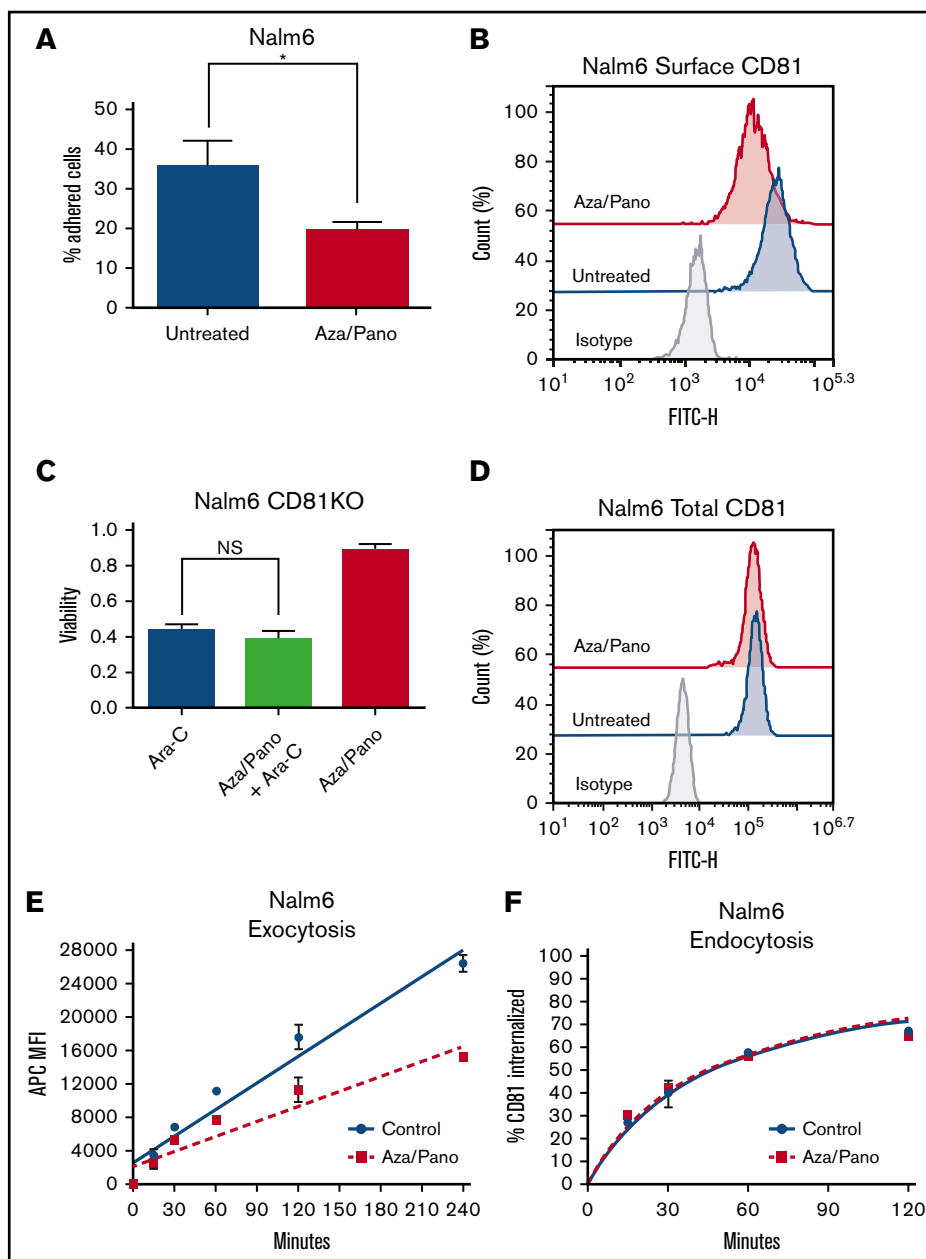 A
Nalm6
*
50
40
30
20
10
0
% adhered cells
Untreated
Aza/Pano
B
Nalm6 Surface CD81
100
80
60
40
20
0
Count (%)
Aza/Pano
Untreated
Isotype
10^1
10^2
10^3
10^4
10^5.3
FITC-H
C
Nalm6 CD81KO
NS
1.0
0.8
0.6
0.4
0.2
0.0
Viability
Ara-C
Aza/Pano
+ Ara-C
Aza/Pano
D
Nalm6 Total CD81
100
80
60
40
20
0
Count (%)
Aza/Pano
Untreated
Isotype
10^1
10^2
10^3
10^4
10^5
10^6.7
FITC-H
E
Nalm6
Exocytosis
28000
24000
20000
16000
12000
8000
4000
0
APC MFI
Control
Aza/Pano
0 30 60 90 120 150 180 210 240
Minutes
F
Nalm6
Endocytosis
100
90
80
70
60
50
40
30
20
10
0
% CD81 intrernalized
Control
Aza/Pano
0 30 60 90 120
Minutes